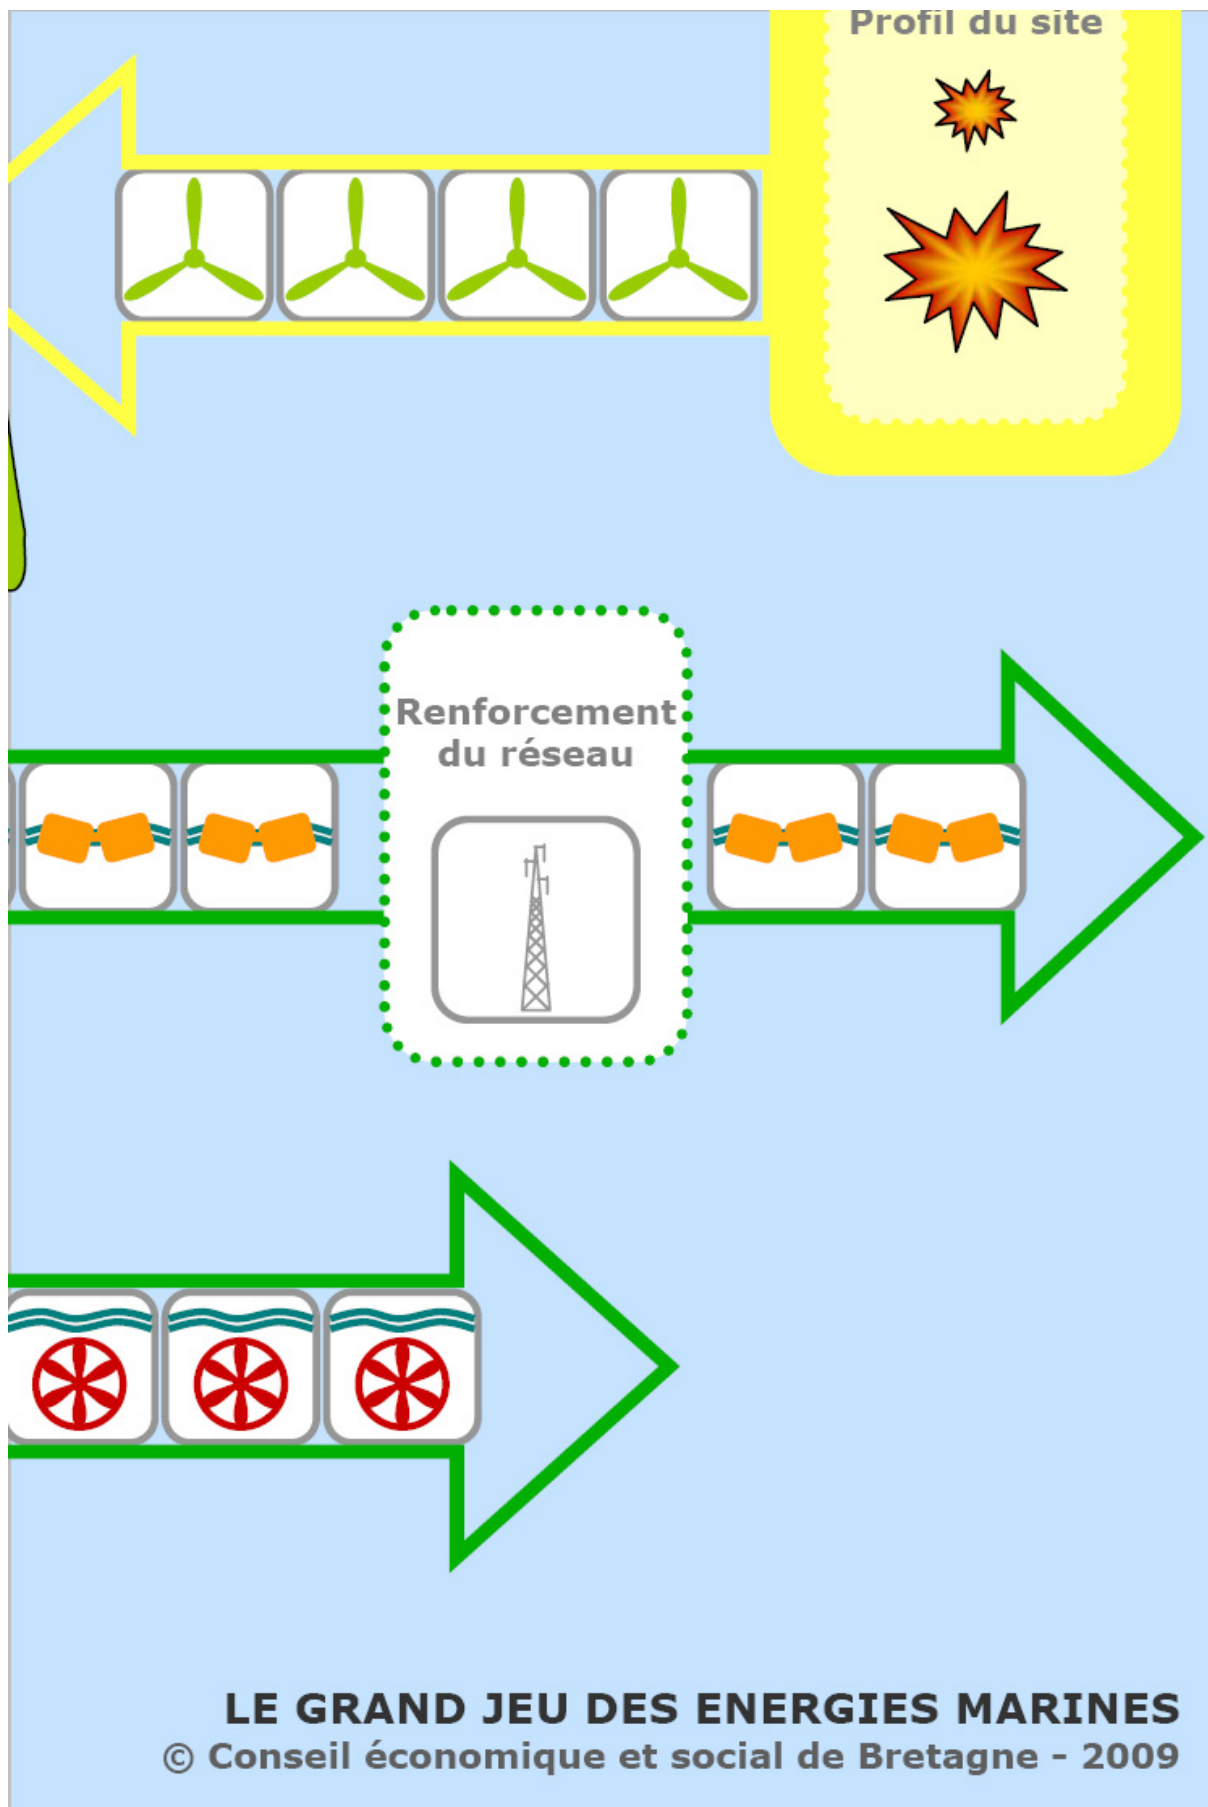 Profil du site
Renforcement
du réseau
LE GRAND JEU DES ENERGIES MARINES
© Conseil économique et social de Bretagne - 2009